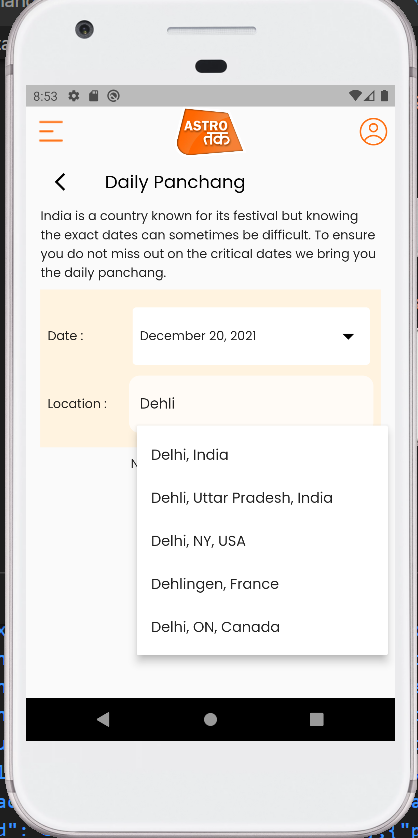 8:53
ASTRO
तक
Daily Panchang
India is a country known for its festival but knowing
the exact dates can sometimes be difficult. To ensure
you do not miss out on the critical dates we bring you
the daily panchang.
Date :
December 20, 2021
Location :
Dehli
Delhi, India
Dehli, Uttar Pradesh, India
Delhi, NY, USA
Dehlingen, France
Delhi, ON, Canada